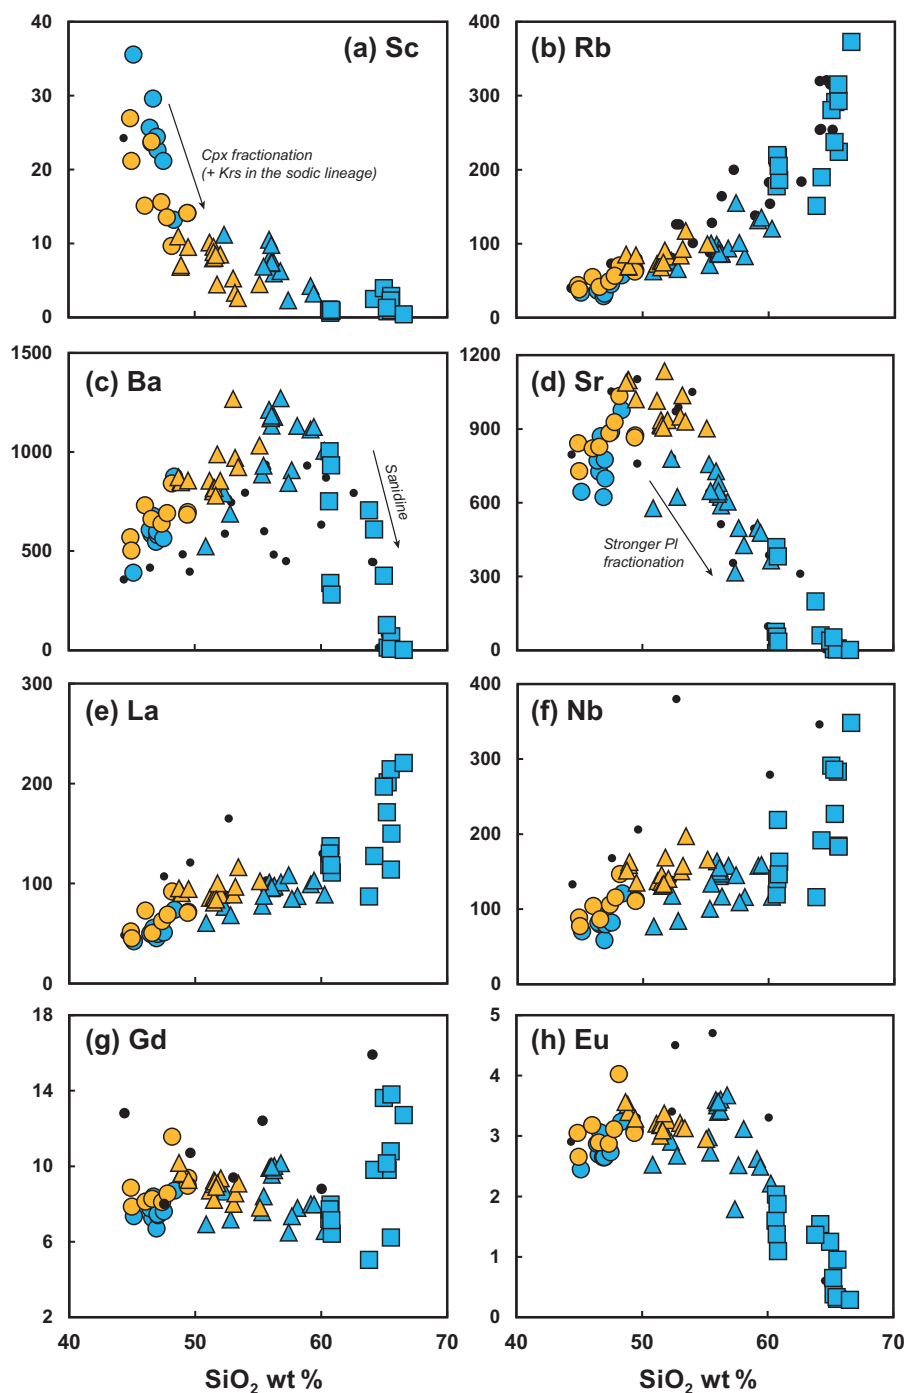 (a) Sc
40
30
20
10
0
Cpx fractionation
(+ Krs in the sodic lineage)
(b) Rb
400
300
200
100
0
(c) Ba
1500
1000
500
0
Sanidine
(d) Sr
1200
900
600
300
0
Stronger Pl
fractionation
(e) La
300
200
100
0
(f) Nb
400
300
200
100
0
(g) Gd
18
14
10
6
2
40 50 60 70
SiO2 wt %
(h) Eu
5
4
3
2
1
0
40 50 60 70
SiO2 wt %